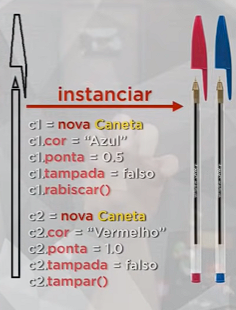 instanciar
c1 = nova Caneta
c1.cor = "Azul"
c1.ponta = 0.5
c1.tampada = falso
c1.rabiscar()
c2 = nova Caneta
c2.cor = "Vermelho"
c2.ponta = 1.0
c2.tampada = falso
c2.tampar()